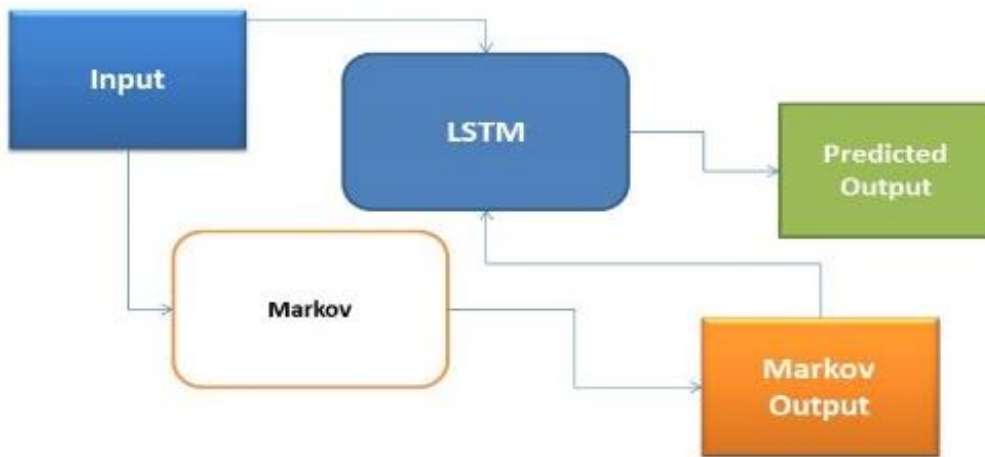 Input
LSTM
Predicted
Output
Markov
Markov
Output